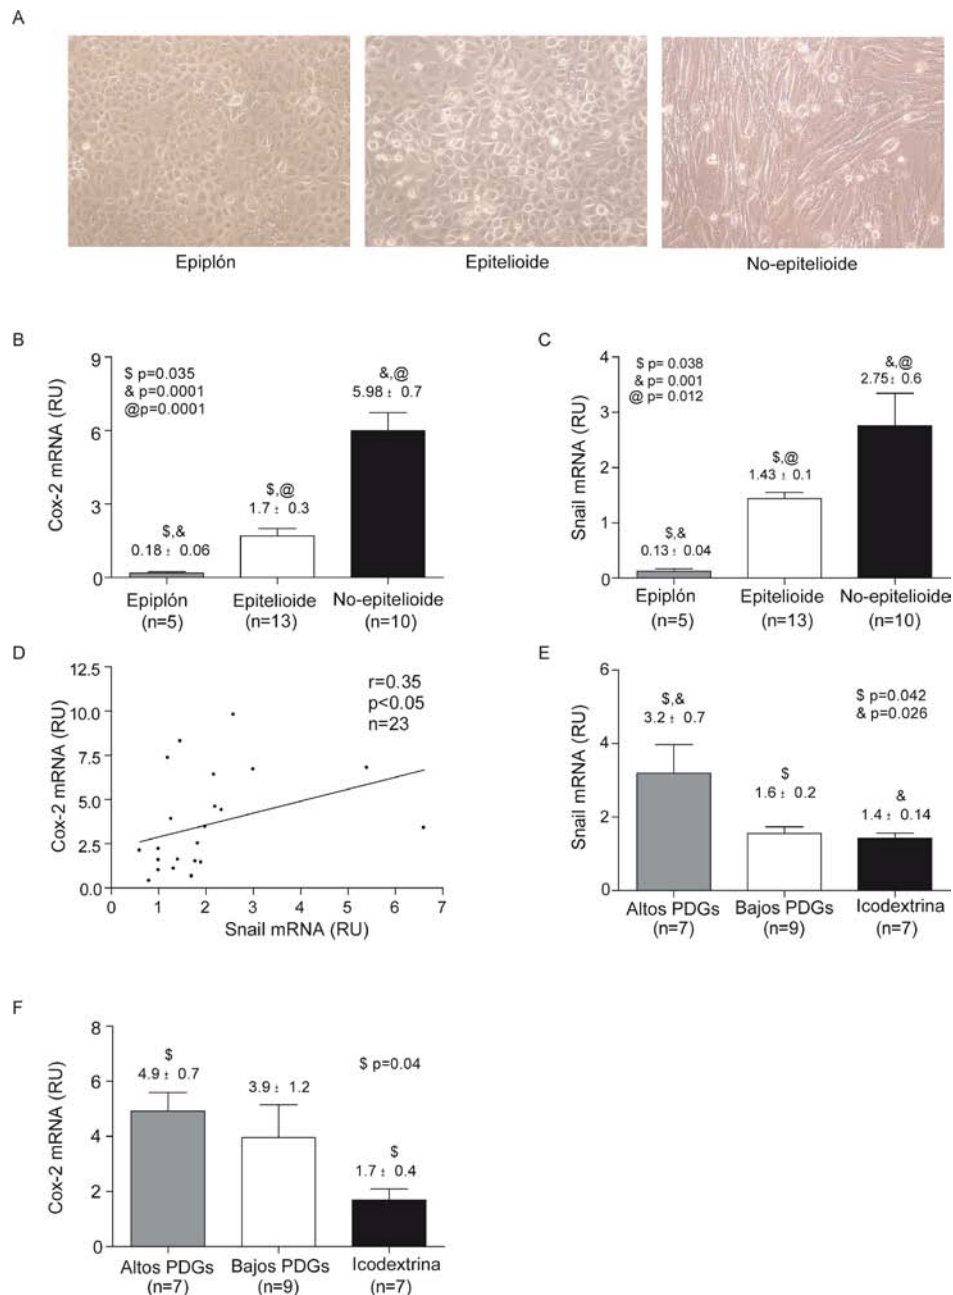 A
Epiplón
Epitelioide
No-epitelioide
B
Cox-2 mRNA (RU)
9
6
3
0
$ p=0.035
& p=0.0001
@p=0.0001
$,&
0.18 ± 0.06
$,@
1.7 ± 0.3
&,@
5.98 ± 0.7
Epiplón
(n=5)
Epitelioide
(n=13)
No-epitelioide
(n=10)
C
Snail mRNA (RU)
4
3
2
1
0
$ p= 0.038
& p= 0.001
@ p= 0.012
$,&
0.13 ± 0.04
$,@
1.43 ± 0.1
&,@
2.75 ± 0.6
Epiplón
(n=5)
Epitelioide
(n=13)
No-epitelioide
(n=10)
D
Cox-2 mRNA (RU)
12.5
10.0
7.5
5.0
2.5
0.0
r=0.35
p<0.05
n=23
0 1 2 3 4 5 6 7
Snail mRNA (RU)
E
Snail mRNA (RU)
6
4
2
0
$,&
3.2 ± 0.7
$
1.6 ± 0.2
&
1.4 ± 0.14
$ p=0.042
& p=0.026
Altos PDGs
(n=7)
Bajos PDGs
(n=9)
Icodextrina
(n=7)
F
Cox-2 mRNA (RU)
8
6
4
2
0
$
4.9 ± 0.7
3.9 ± 1.2
$
1.7 ± 0.4
$ p=0.04
Altos PDGs
(n=7)
Bajos PDGs
(n=9)
Icodextrina
(n=7)